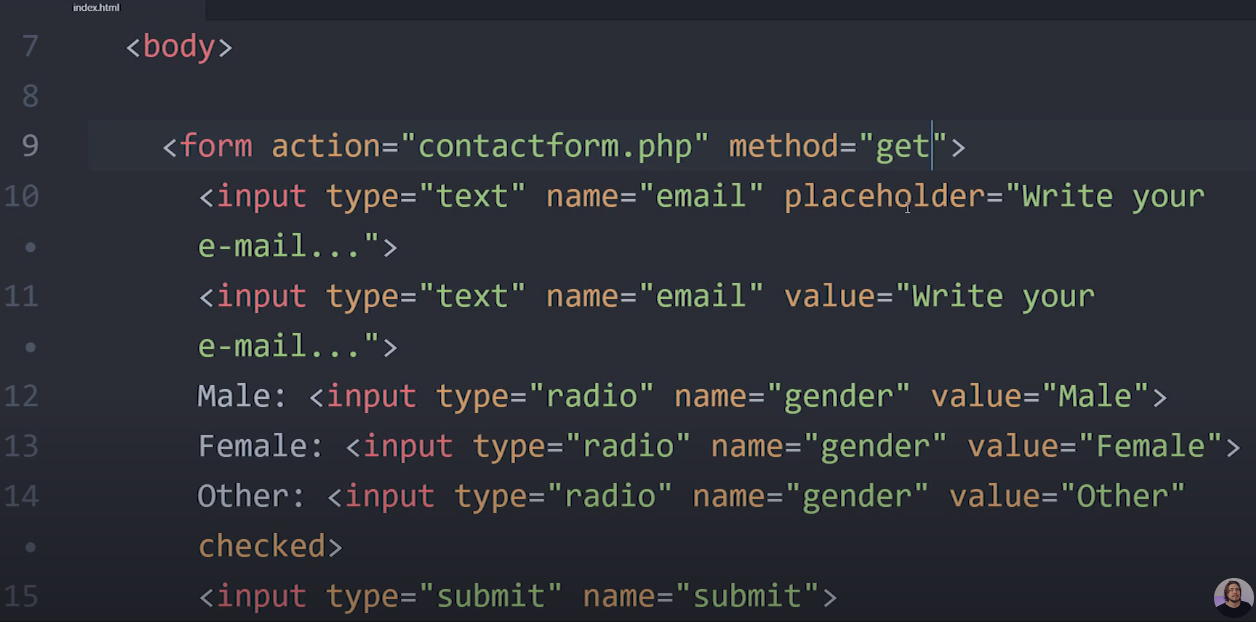 index.html
7 <body>
8
9 <form action="contactform.php" method="get">
10 <input type="text" name="email" placeholder="Write your
• e-mail...">
11 <input type="text" name="email" value="Write your
• e-mail...">
12 Male: <input type="radio" name="gender" value="Male">
13 Female: <input type="radio" name="gender" value="Female">
14 Other: <input type="radio" name="gender" value="Other"
• checked>
15 <input type="submit" name="submit">